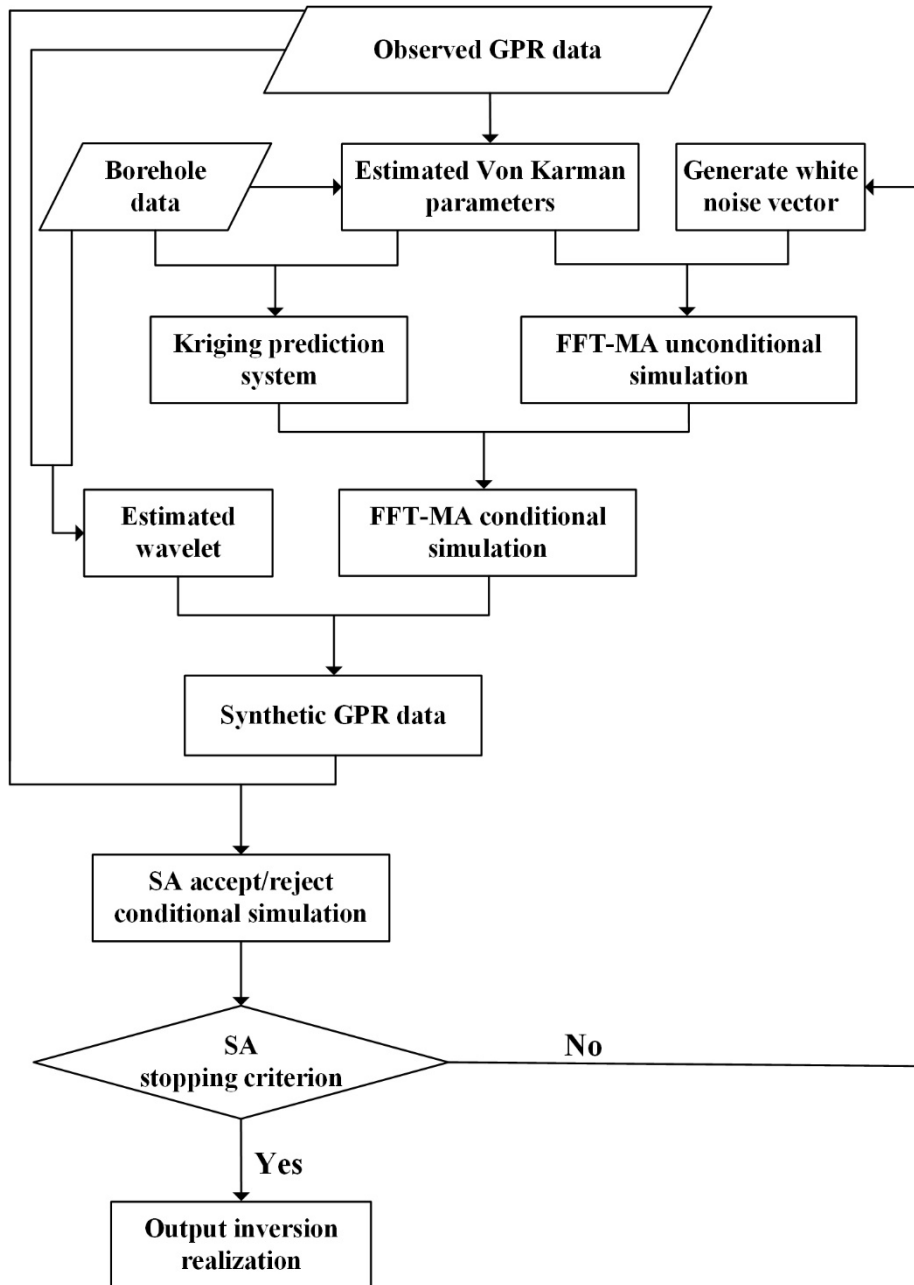 Observed GPR data
Borehole
data
Estimated Von Karman
parameters
Generate white
noise vector
Kriging prediction
system
FFT-MA unconditional
simulation
Estimated
wavelet
FFT-MA conditional
simulation
Synthetic GPR data
SA accept/reject
conditional simulation
SA
stopping criterion
No
Yes
Output inversion
realization